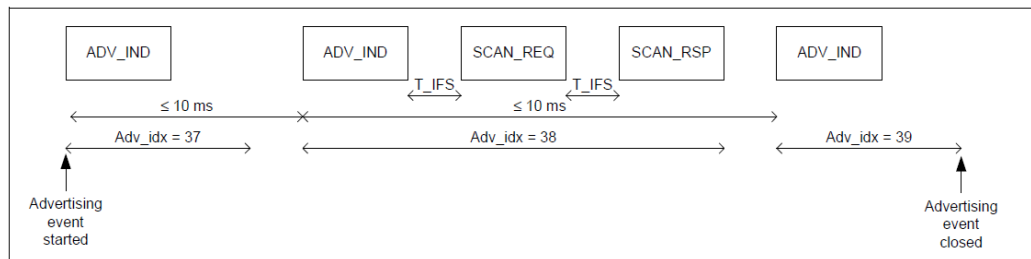 ADV_IND
ADV_IND
SCAN_REQ
SCAN_RSP
ADV_IND
T_IFS
T_IFS
≤ 10 ms
≤ 10 ms
Adv_idx = 37
Adv_idx = 38
Adv_idx = 39
Advertising
event
started
Advertising
event
closed